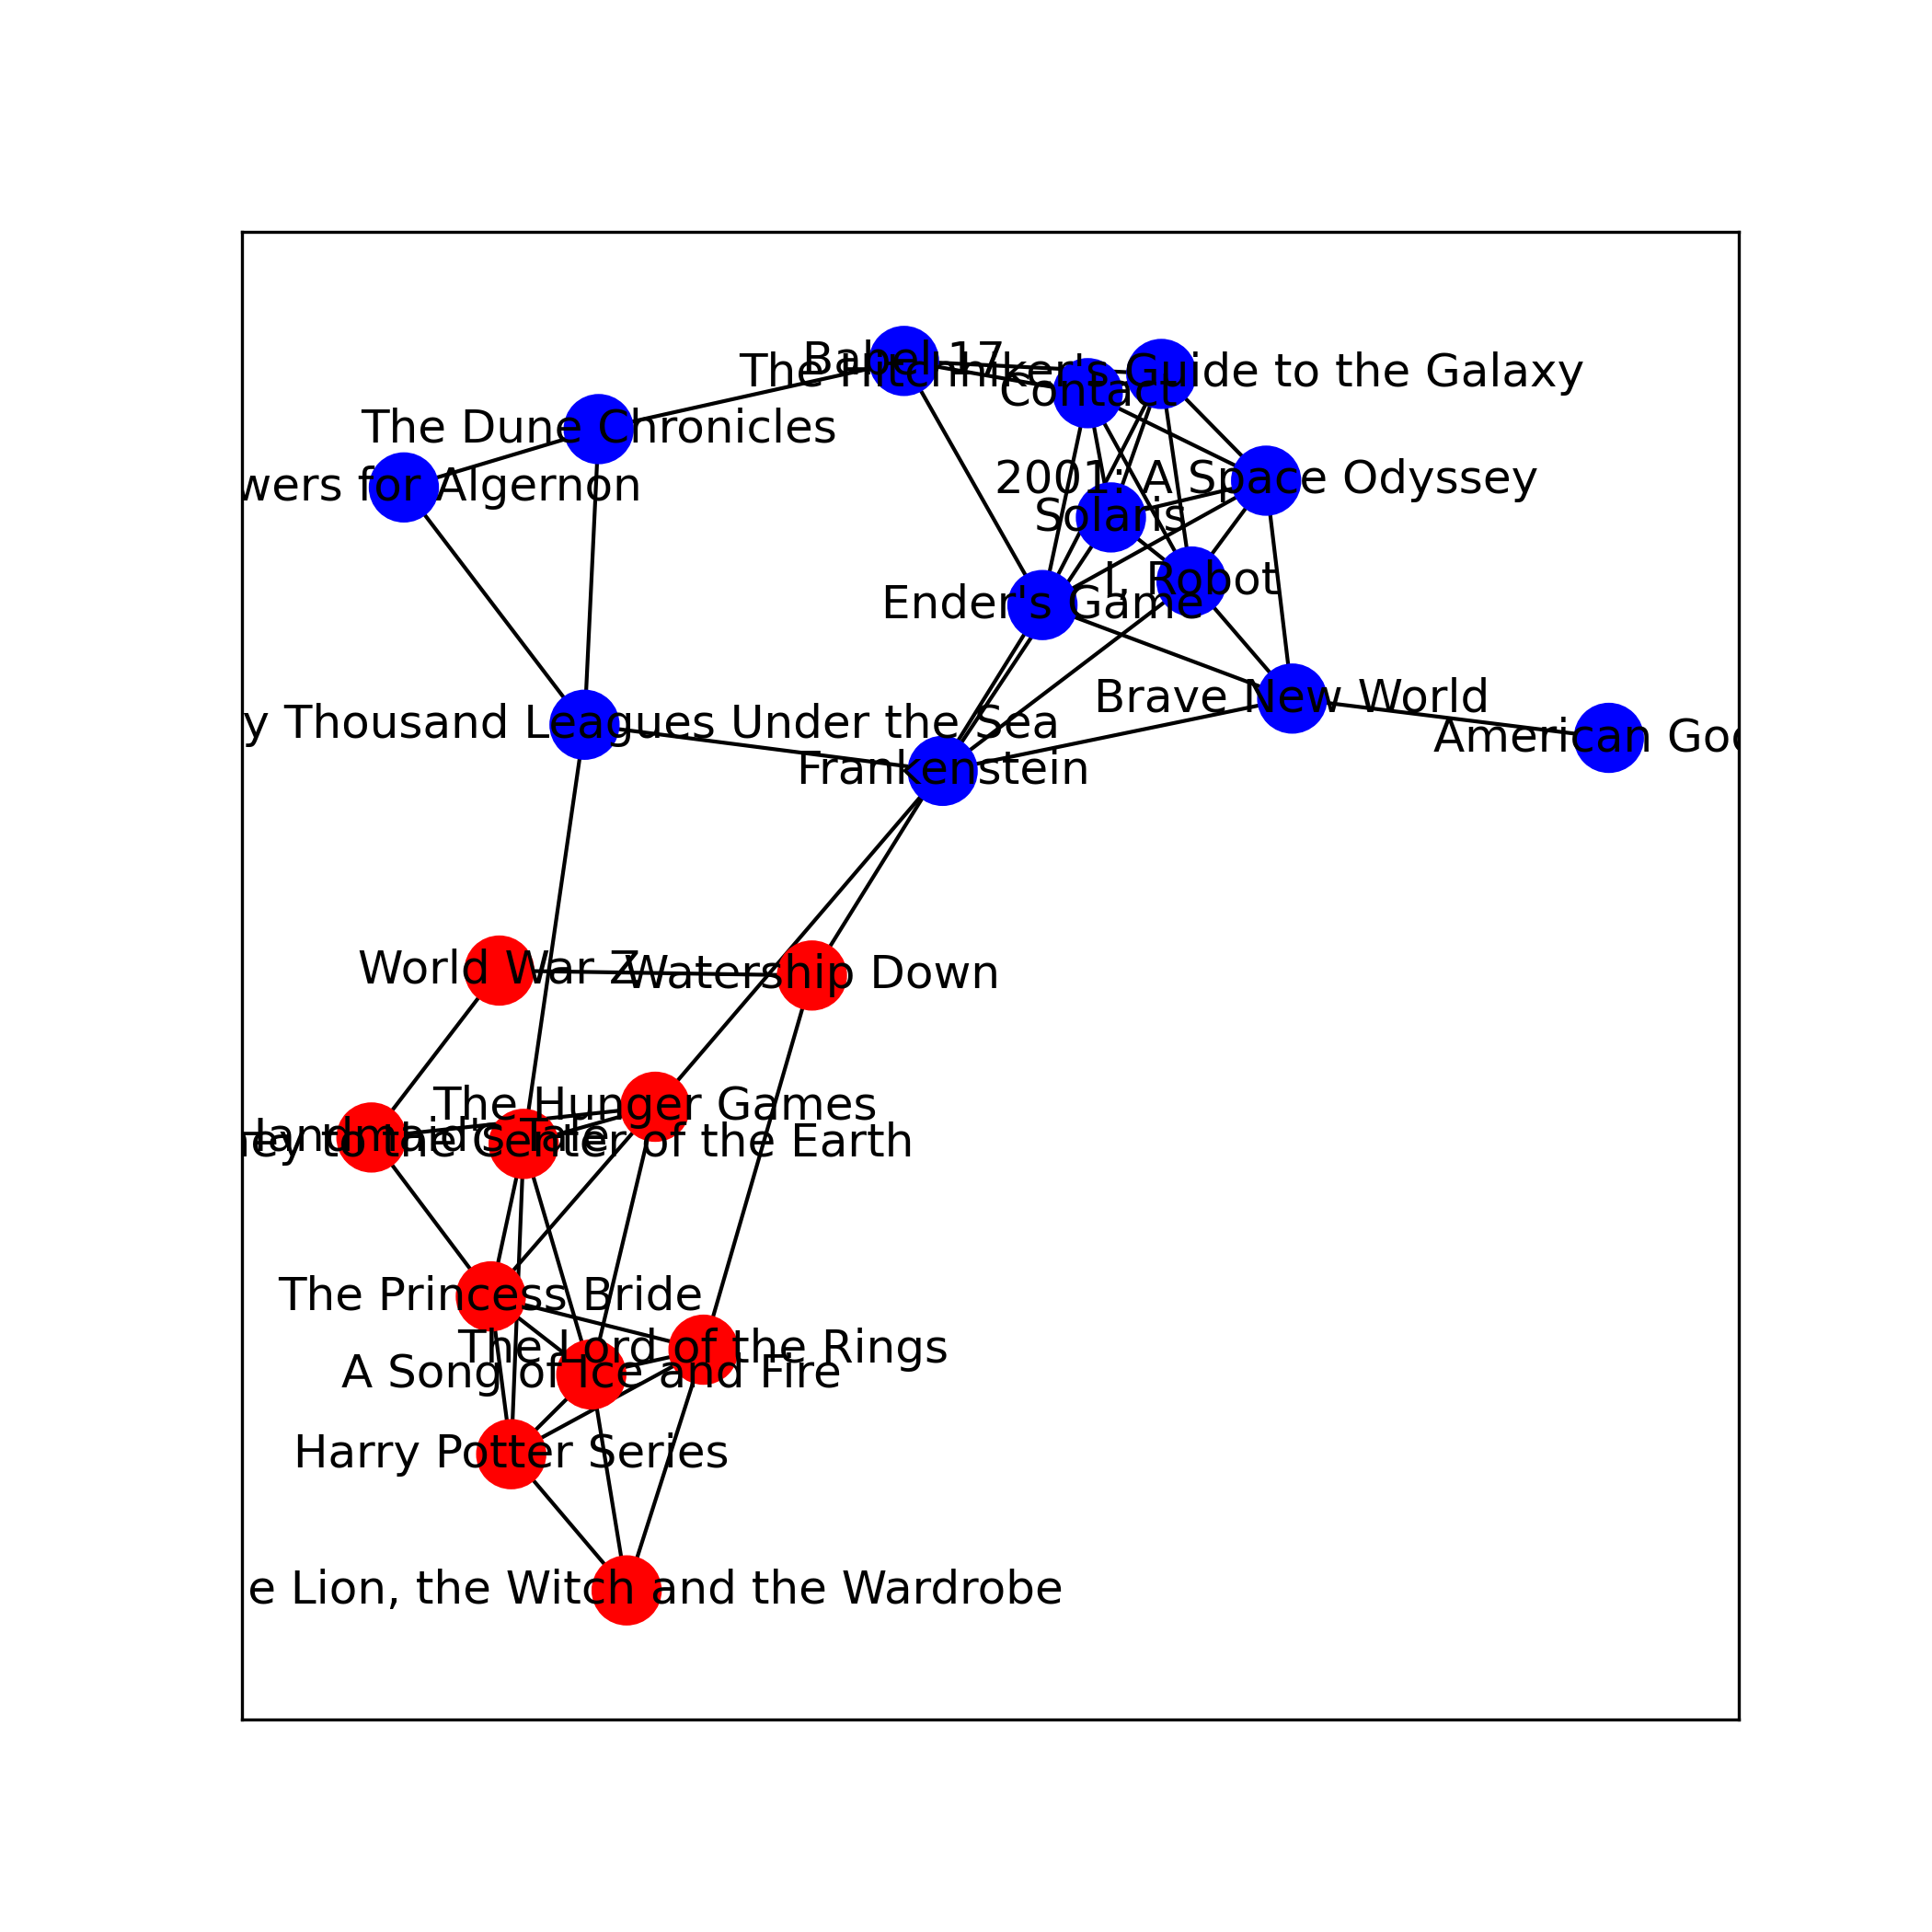 Babel-17
The Hitchhiker's Guide to the Galaxy
Contact
The Dune Chronicles
2001: A Space Odyssey
wers for Algernon
Solaris
I, Robot
Ender's Game
Brave New World
y Thousand Leagues Under the Sea
American Go
Frankenstein
World War Z
Watership Down
The Hunger Games
andmaid's Tale
ey to the Center of the Earth
The Princess Bride
The Lord of the Rings
A Song of Ice and Fire
Harry Potter Series
e Lion, the Witch and the Wardrobe